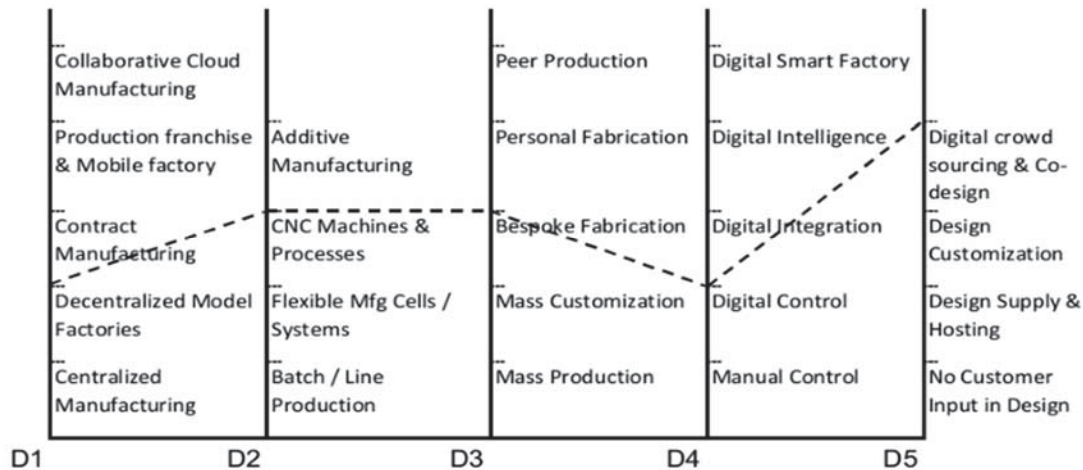 Collaborative Cloud
Manufacturing
Production franchise
& Mobile factory
Contract
Manufacturing
Decentralized Model
Factories
Centralized
Manufacturing
Additive
Manufacturing
CNC Machines &
Processes
Flexible Mfg Cells /
Systems
Batch / Line
Production
Peer Production
Personal Fabrication
Bespoke Fabrication
Mass Customization
Mass Production
Digital Smart Factory
Digital Intelligence
Digital Integration
Digital Control
Manual Control
Digital crowd
sourcing & Co-
design
Design
Customization
Design Supply &
Hosting
No Customer
Input in Design
D1
D2
D3
D4
D5